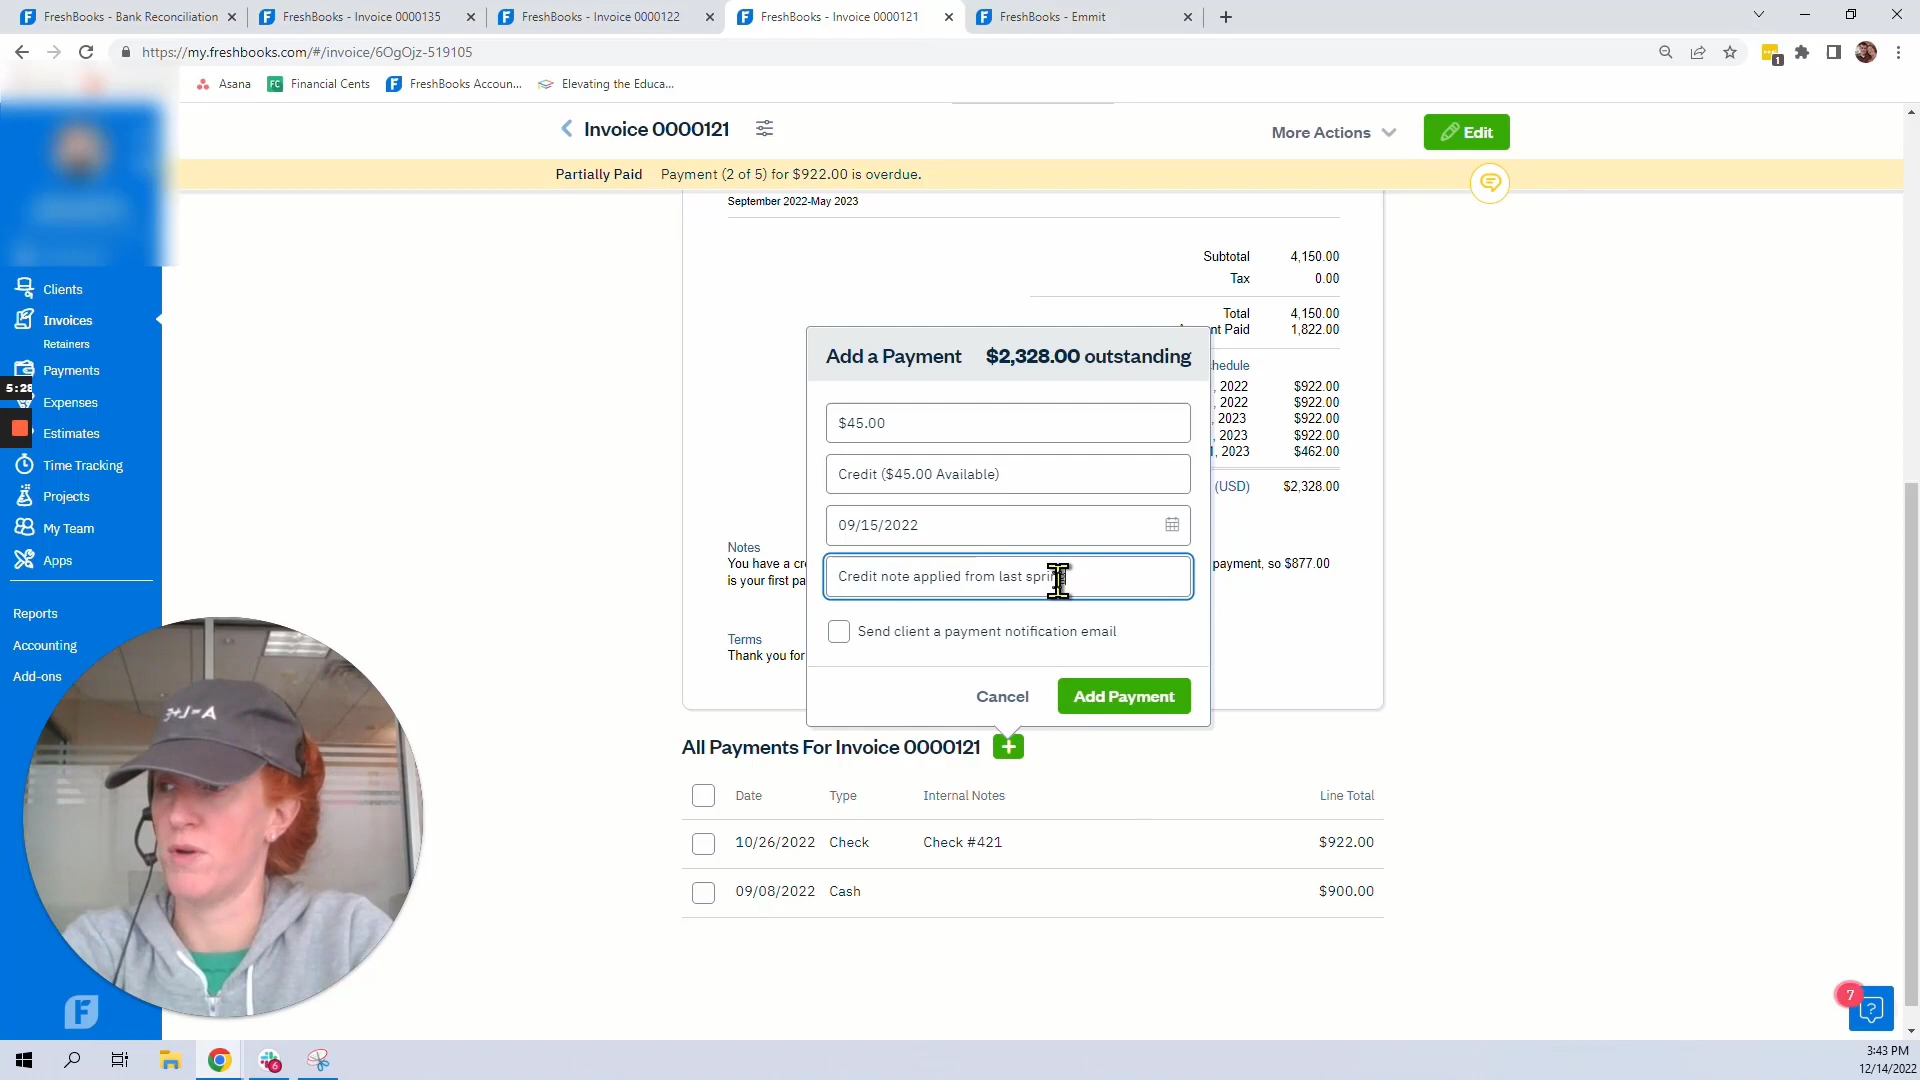 FreshBooks - Bank Reconciliation
FreshBooks - Invoice 0000135
FreshBooks - Invoice 0000122
FreshBooks - Invoice 0000121
FreshBooks - Emmit
https://my.freshbooks.com/#/invoice/6OgOjz-519105
1
Asana
FC Financial Cents
FreshBooks Accoun...
Elevating the Educa...
Invoice 0000121
More Actions
Edit
Partially Paid Payment (2 of 5) for $922.00 is overdue.
September 2022-May 2023
Subtotal 4,150.00
Tax 0.00
Total 4,150.00
nt Paid 1,822.00
hedule
, 2022 $922.00
, 2022 $922.00
, 2023 $922.00
, 2023 $922.00
, 2023 $462.00
(USD) $2,328.00
Notes
You have a cr payment, so $877.00
is your first pa
Terms
Thank you for
Add a Payment $2,328.00 outstanding
$45.00
Credit ($45.00 Available)
09/15/2022
Credit note applied from last
Send client a payment notification email
Cancel
Add Payment
All Payments For Invoice 0000121
Date Type Internal Notes Line Total
10/26/2022 Check Check #421 $922.00
09/08/2022 Cash $900.00
Clients
Invoices
Retainers
Payments
5:28
Expenses
Estimates
Time Tracking
Projects
My Team
Apps
Reports
Accounting
Add-ons
A=L+E
7
6
3:43 PM
12/14/2022